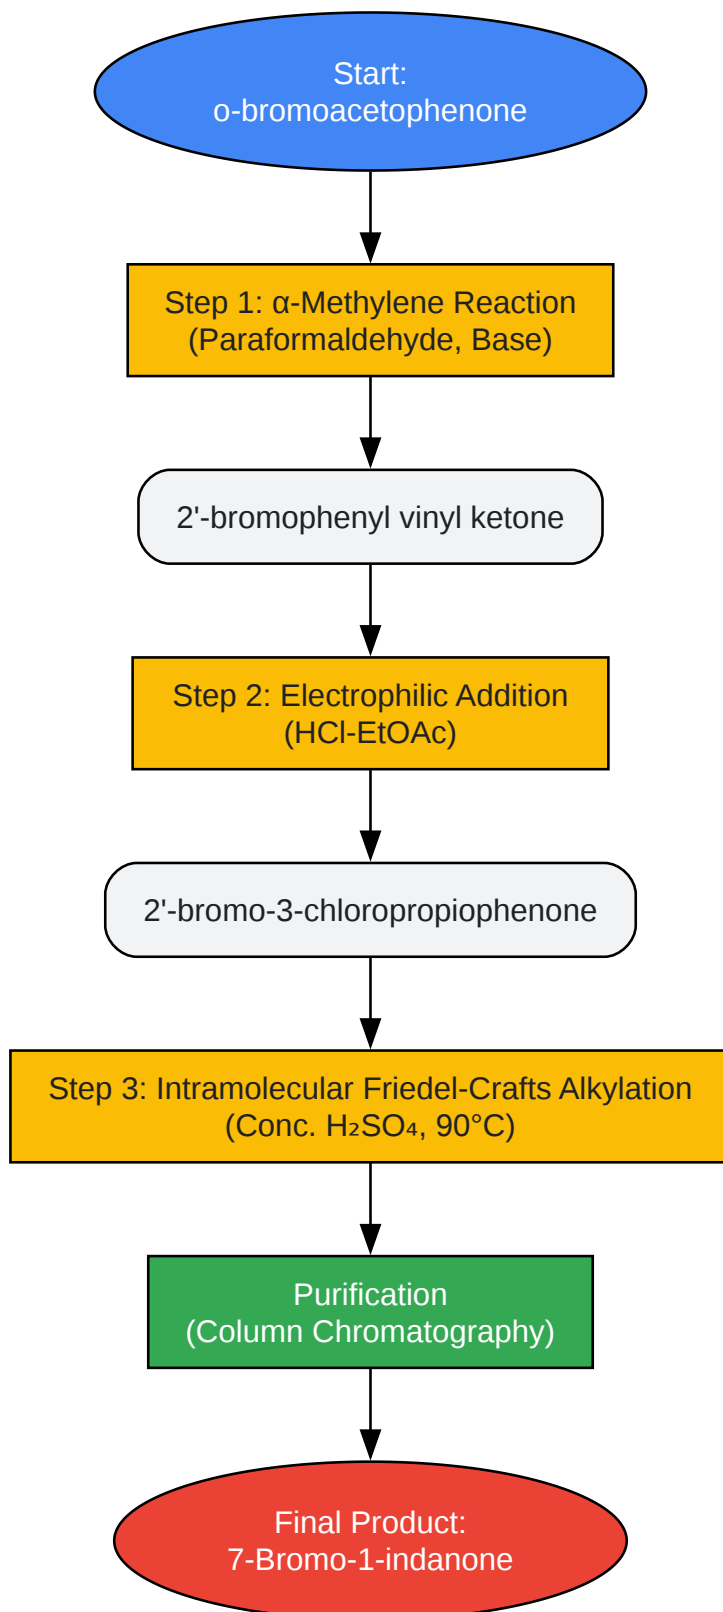 Start:
o-bromoacetophenone
Step 1: α-Methylene Reaction
(Paraformaldehyde, Base)
2'-bromophenyl vinyl ketone
Step 2: Electrophilic Addition
(HCl-EtOAc)
2'-bromo-3-chloropropiophenone
Step 3: Intramolecular Friedel-Crafts Alkylation
(Conc. H₂SO₄, 90°C)
Purification
(Column Chromatography)
Final Product:
7-Bromo-1-indanone